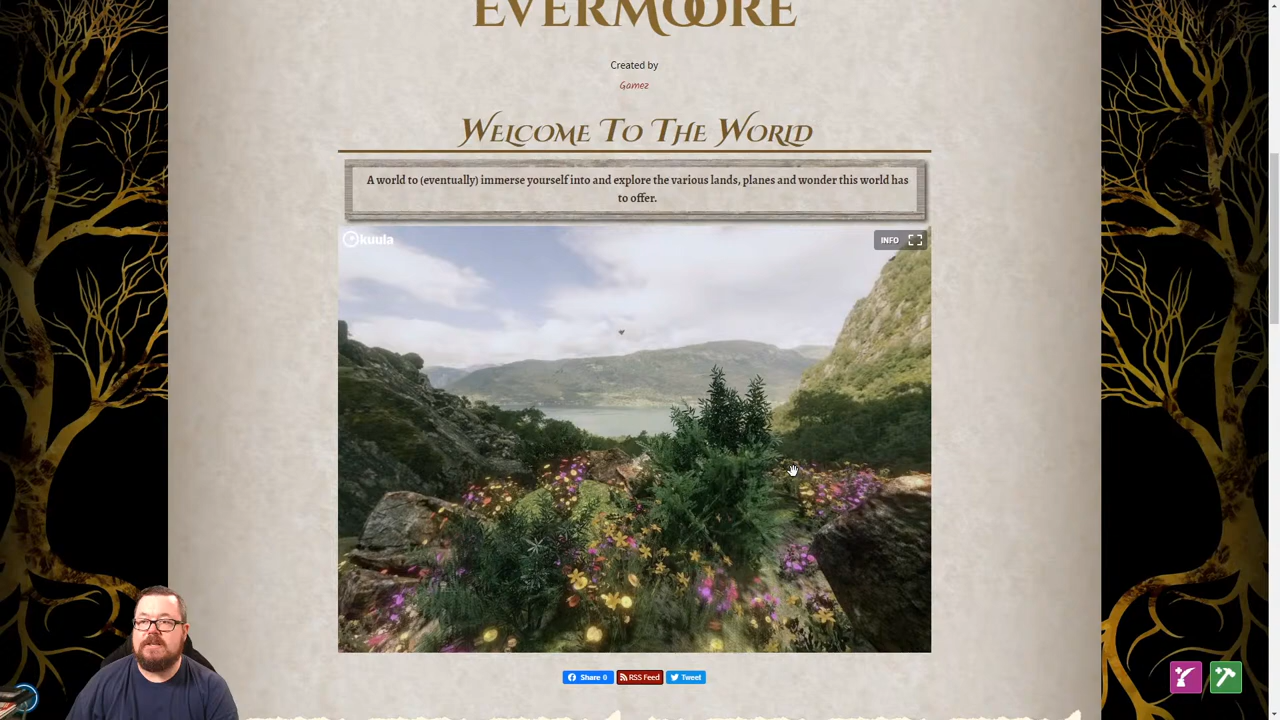 EVERMOORE
Created by
Gamez
WELCOME TO THE WORLD
A world to (eventually) immerse yourself into and explore the various lands, planes and wonder this world has
to offer.
kuula
INFO
Share 0
RSS Feed
Tweet